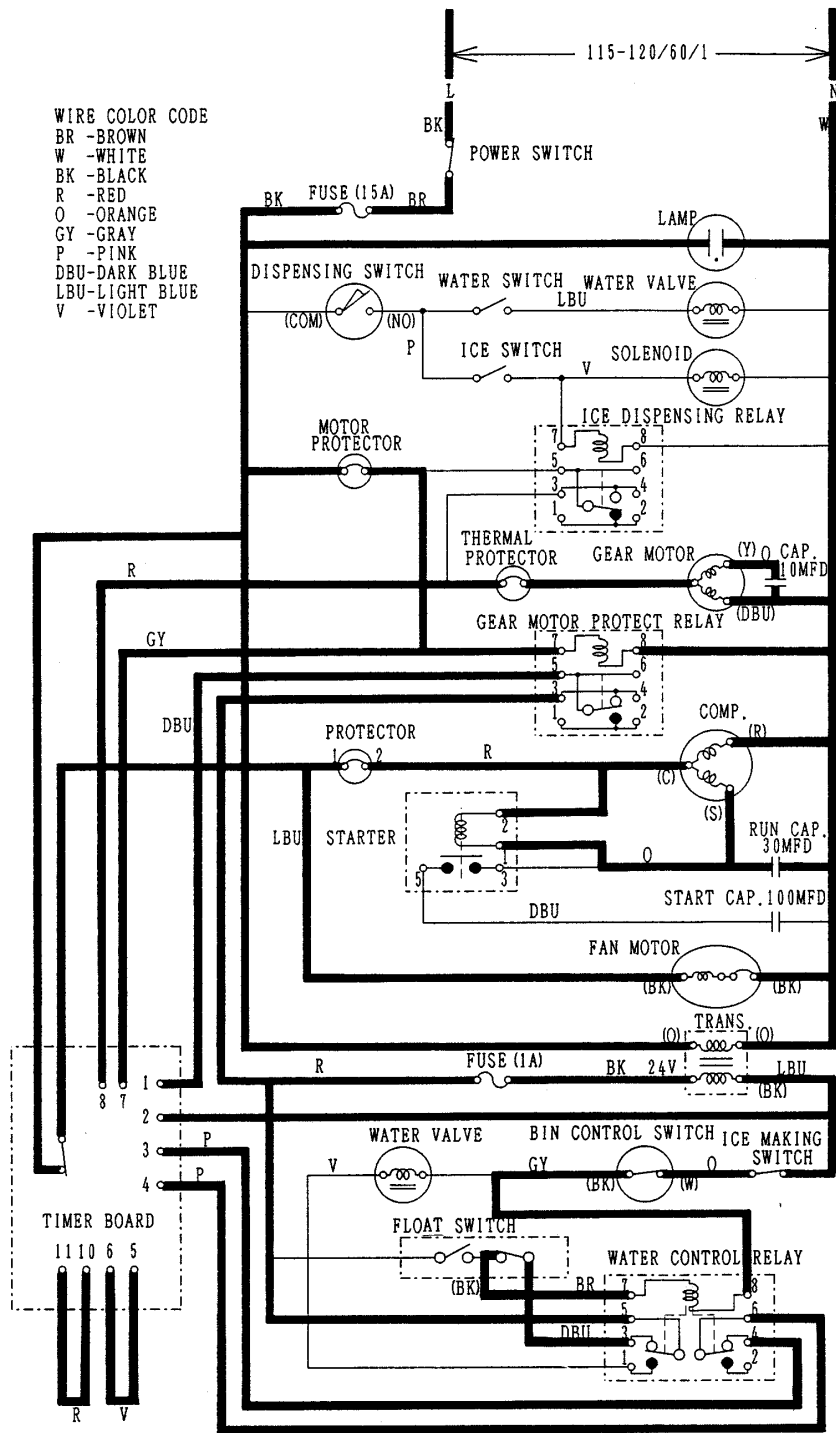 115-120/60/1
L
N
BK
W
WIRE COLOR CODE
BR -BROWN
W -WHITE
BK -BLACK
R -RED
O -ORANGE
GY -GRAY
P -PINK
DBU-DARK BLUE
LBU-LIGHT BLUE
V -VIOLET
POWER SWITCH
BK
FUSE (15A)
BR
LAMP
DISPENSING SWITCH
WATER SWITCH
WATER VALVE
LBU
(COM)
(NO)
P
ICE SWITCH
V
SOLENOID
ICE DISPENSING RELAY
MOTOR
PROTECTOR
7
8
5
6
3
4
1
2
THERMAL
PROTECTOR
GEAR MOTOR
(Y)
O
CAP.
10MFD
R
(DBU)
GEAR MOTOR PROTECT RELAY
GY
7
8
5
6
3
4
1
2
DBU
PROTECTOR
1
2
R
COMP.
(R)
(C)
(S)
LBU
STARTER
2
1
5
3
O
RUN CAP.
30MFD
DBU
START CAP.100MFD
FAN MOTOR
(BK)
(BK)
TRANS.
(O)
(O)
R
FUSE (1A)
BK
24V
LBU
(BK)
8
7
1
2
3
4
P
P
WATER VALVE
V
BIN CONTROL SWITCH
ICE MAKING
SWITCH
GY
(BK)
(W)
O
TIMER BOARD
11
10
6
5
FLOAT SWITCH
(BK)
BR
DBU
WATER CONTROL RELAY
7
8
5
6
3
4
1
2
R
V